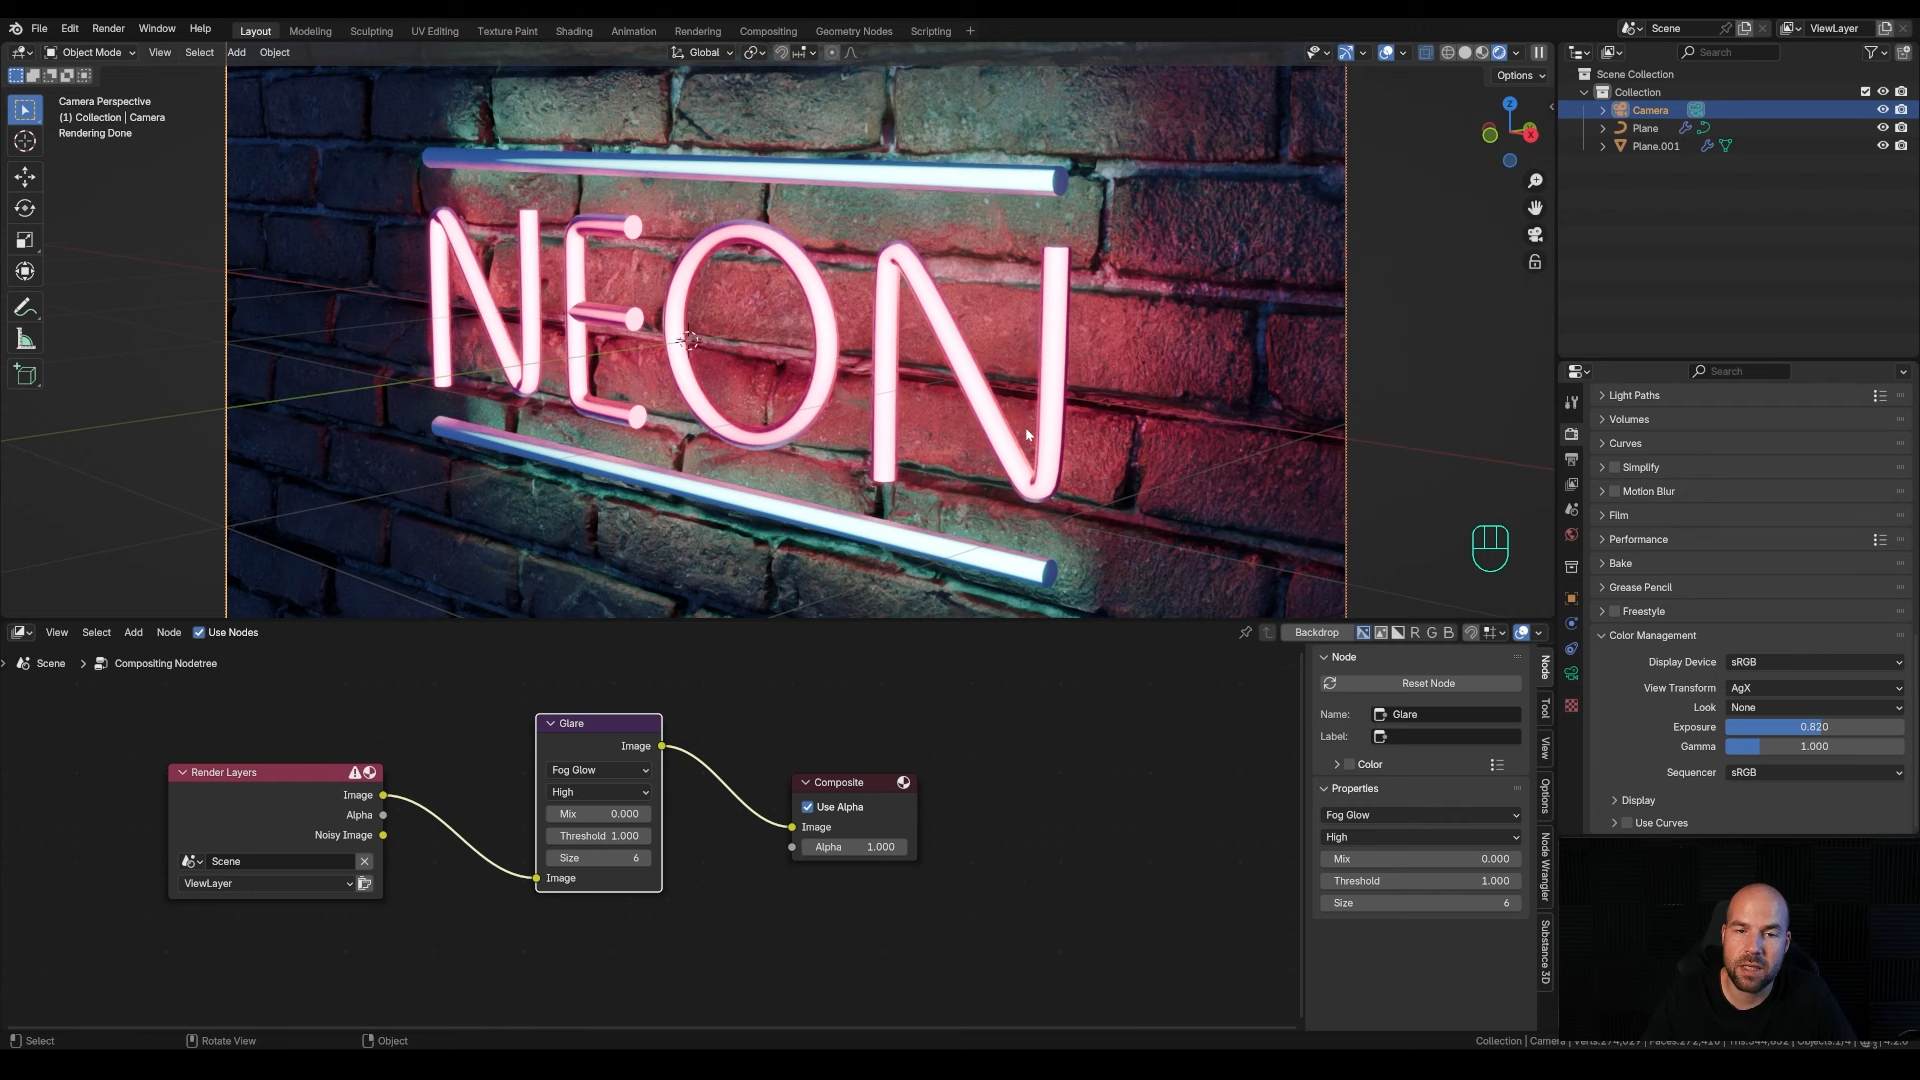 File Edit Render Window Help Layout Modeling Sculpting UV Editing Texture Paint Shading Animation Rendering Compositing Geometry Nodes Scripting + Scene ViewLayer
Object Mode View Select Add Object Global Search
Options
Camera Perspective
(1) Collection | Camera
Rendering Done
Z
X
NEON
Scene Collection
Collection
Camera
Plane
Plane.001
Search
Light Paths
Volumes
Curves
Simplify
Motion Blur
Film
Performance
Bake
Grease Pencil
Freestyle
Color Management
Display Device sRGB
View Transform AgX
Look None
Exposure 0.820
Gamma 1.000
Sequencer sRGB
Display
Use Curves
View Select Add Node Use Nodes Backdrop R G B
Scene > Compositing Nodetree
Render Layers
Image
Alpha
Noisy Image
Scene
ViewLayer
Glare
Image
Fog Glow
High
Mix 0.000
Threshold 1.000
Size 6
Image
Composite
Use Alpha
Image
Alpha 1.000
Node
Reset Node
Name: Glare
Label:
Color
Properties
Fog Glow
High
Mix 0.000
Threshold 1.000
Size 6
Node
Tool
View
Options
Node Wrangler
Substance 3D
Select Rotate View Object
Collection | Camera